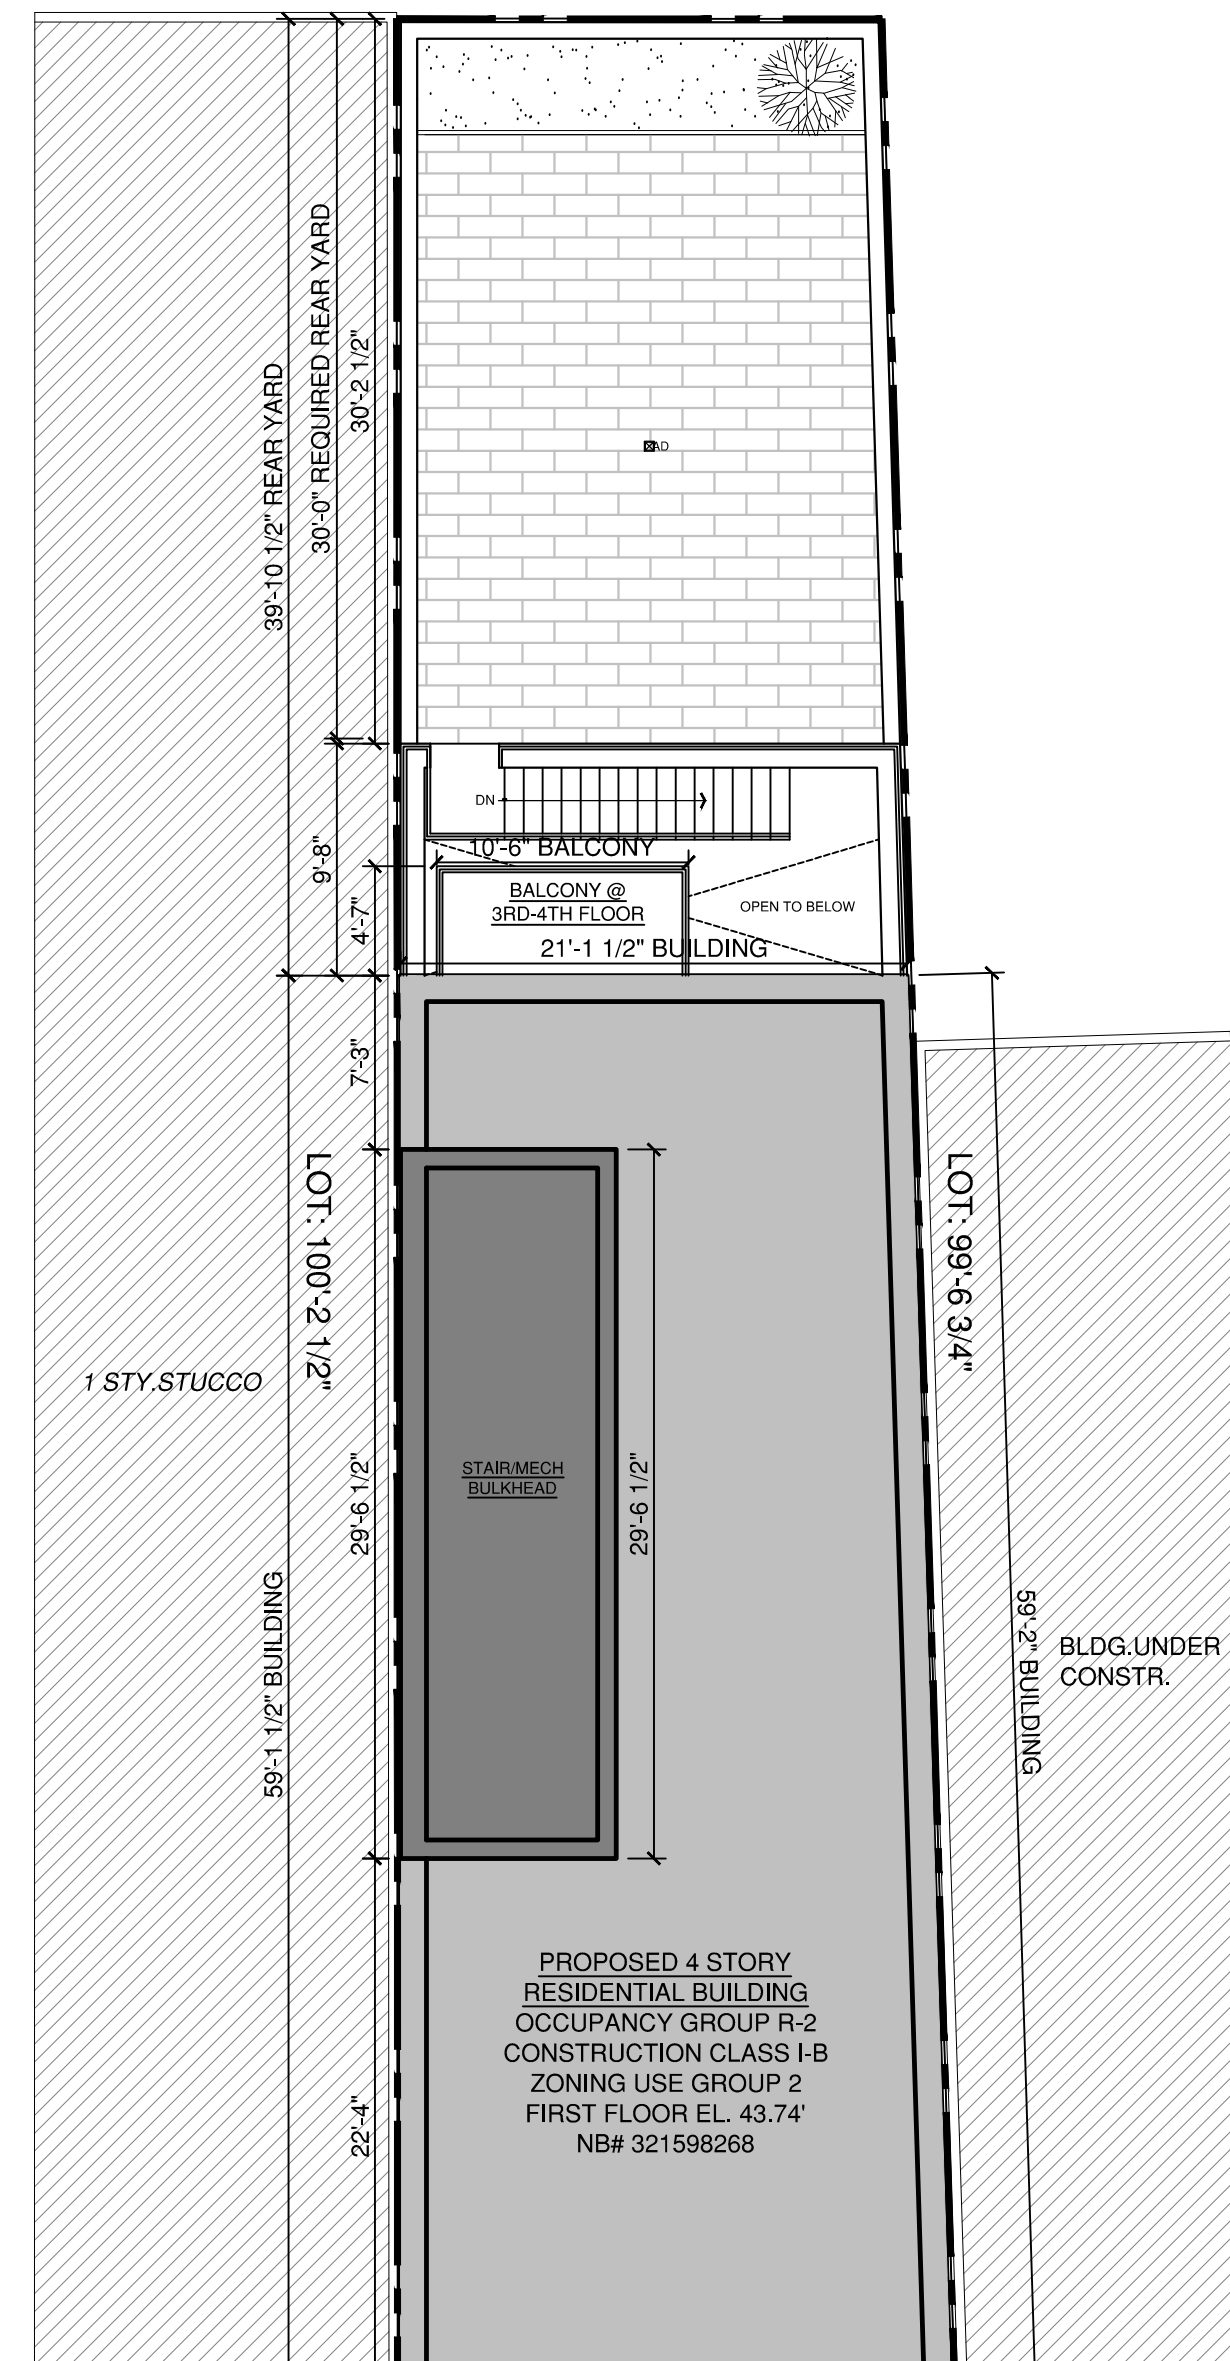 39'-10 1/2" REAR YARD
30'-0" REQUIRED REAR YARD
30'-2 1/2"
AD
DN
9'-8"
10'-6" BALCONY
BALCONY @
3RD-4TH FLOOR
4'-7"
OPEN TO BELOW
21'-1 1/2" BUILDING
7'-3"
LOT: 100'-2 1/2"
LOT: 99'-6 3/4"
1 STY.STUCCO
STAIR/MECH
BULKHEAD
29'-6 1/2"
29'-6 1/2"
59'-1 1/2" BUILDING
59'-2" BUILDING
BLDG.UNDER
CONSTR.
PROPOSED 4 STORY
RESIDENTIAL BUILDING
OCCUPANCY GROUP R-2
CONSTRUCTION CLASS I-B
ZONING USE GROUP 2
FIRST FLOOR EL. 43.74'
NB# 321598268
22'-4"